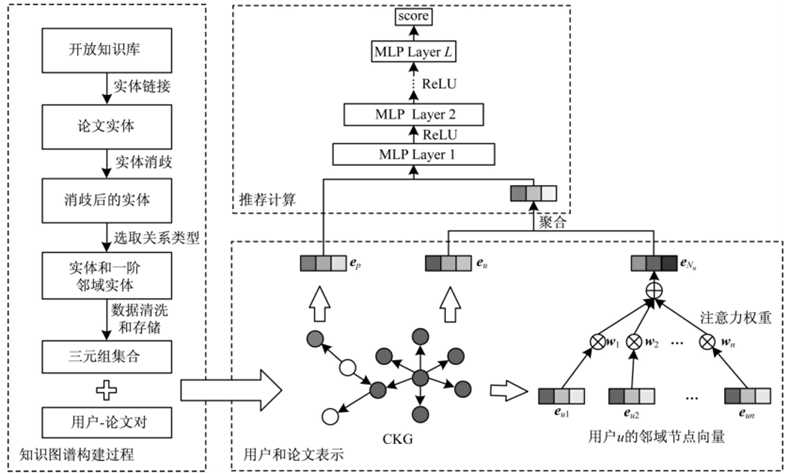 开放知识库
实体链接
论文实体
实体消歧
消歧后的实体
选取关系类型
实体和一阶
邻域实体
数据清洗
和存储
三元组集合
用户-论文对
知识图谱构建过程
score
MLP Layer L
ReLU
MLP Layer 2
ReLU
MLP Layer 1
推荐计算
聚合
e_p
e_u
e_{N_u}
注意力权重
w_1
w_2
...
w_n
e_{u1}
e_{u2}
...
e_{un}
CKG
用户u的邻域节点向量
用户和论文表示